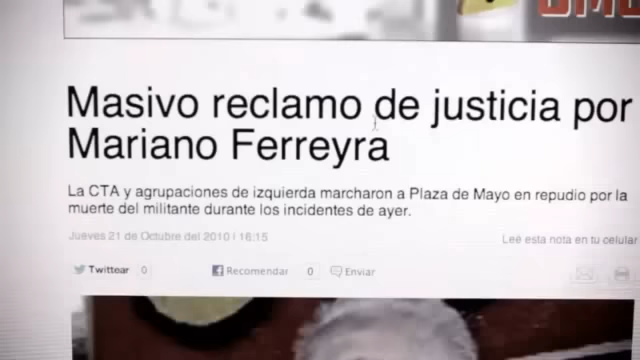 Masivo reclamo de justicia por
Mariano Ferreyra
La CTA y agrupaciones de izquierda marcharon a Plaza de Mayo en repudio por la
muerte del militante durante los incidentes de ayer.
Jueves 21 de Octubre del 2010 | 16:15
Leé esta nota en tu celular
Twittear 0
Recomendar 0
Enviar